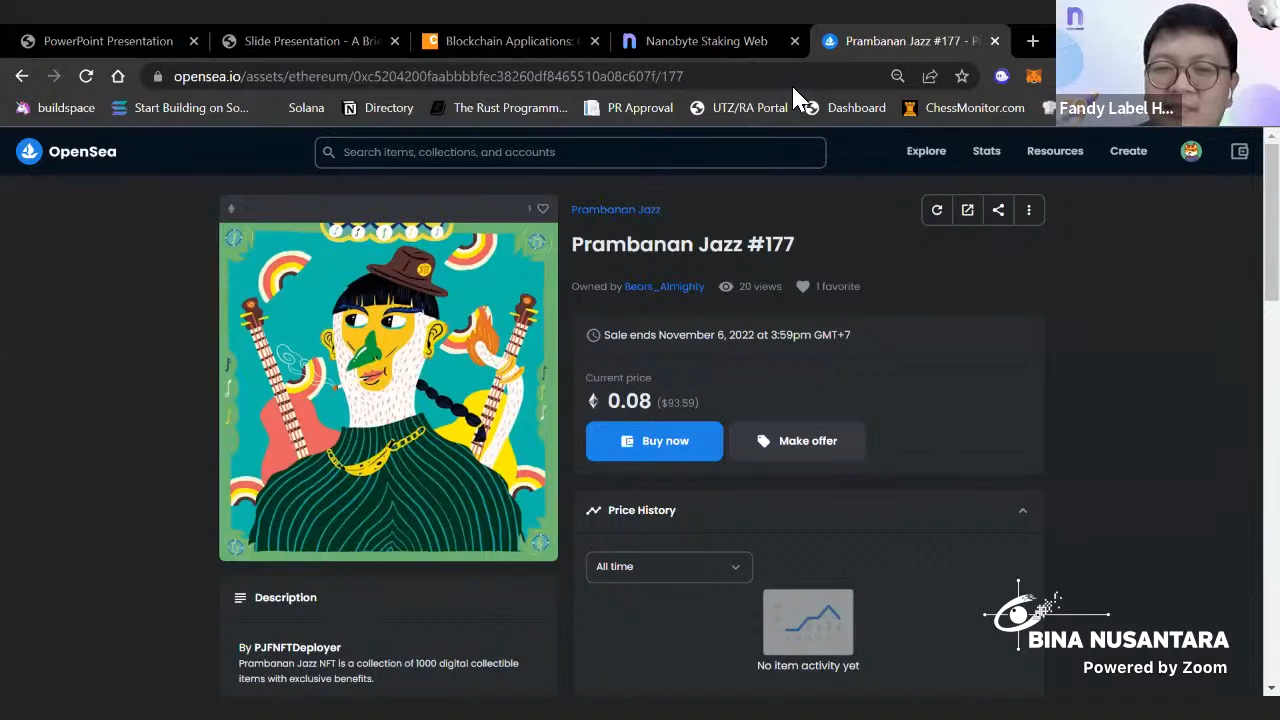 PowerPoint Presentation
Slide Presentation - A Brie
Blockchain Applications:
Nanobyte Staking Web
Prambanan Jazz #177 - P
n
opensea.io/assets/ethereum/0xc5204200faabbbbfec38260df8465510a08c607f/177
buildspace
Start Building on So...
Solana
Directory
The Rust Programm...
PR Approval
UTZ/RA Portal
Dashboard
ChessMonitor.com
Fandy Label H...
OpenSea
Search items, collections, and accounts
Explore
Stats
Resources
Create
1
Prambanan Jazz
Prambanan Jazz #177
Owned by Bears_Almighty
20 views
1 favorite
Sale ends November 6, 2022 at 3:59pm GMT+7
Current price
0.08 ($93.59)
Buy now
Make offer
Price History
All time
No item activity yet
Description
By PJFNFTDeployer
Prambanan Jazz NFT is a collection of 1000 digital collectible
items with exclusive benefits.
BINA NUSANTARA
Powered by Zoom